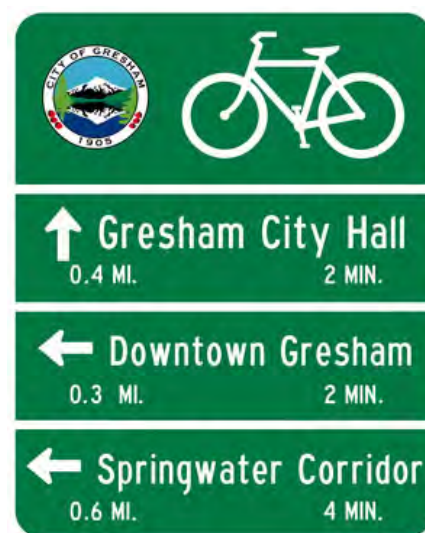 CITY OF GRESHAM
1905
Gresham City Hall
0.4 MI. 2 MIN.
Downtown Gresham
0.3 MI. 2 MIN.
Springwater Corridor
0.6 MI. 4 MIN.